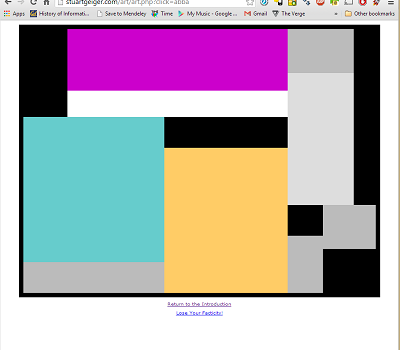 stuartgeiger.com/art/art.php?click=abba
Apps History of Informati... Save to Mendeley Time My Music - Google ... Gmail The Verge » Other bookmarks
Return to the Introduction
Lose Your Facticity!